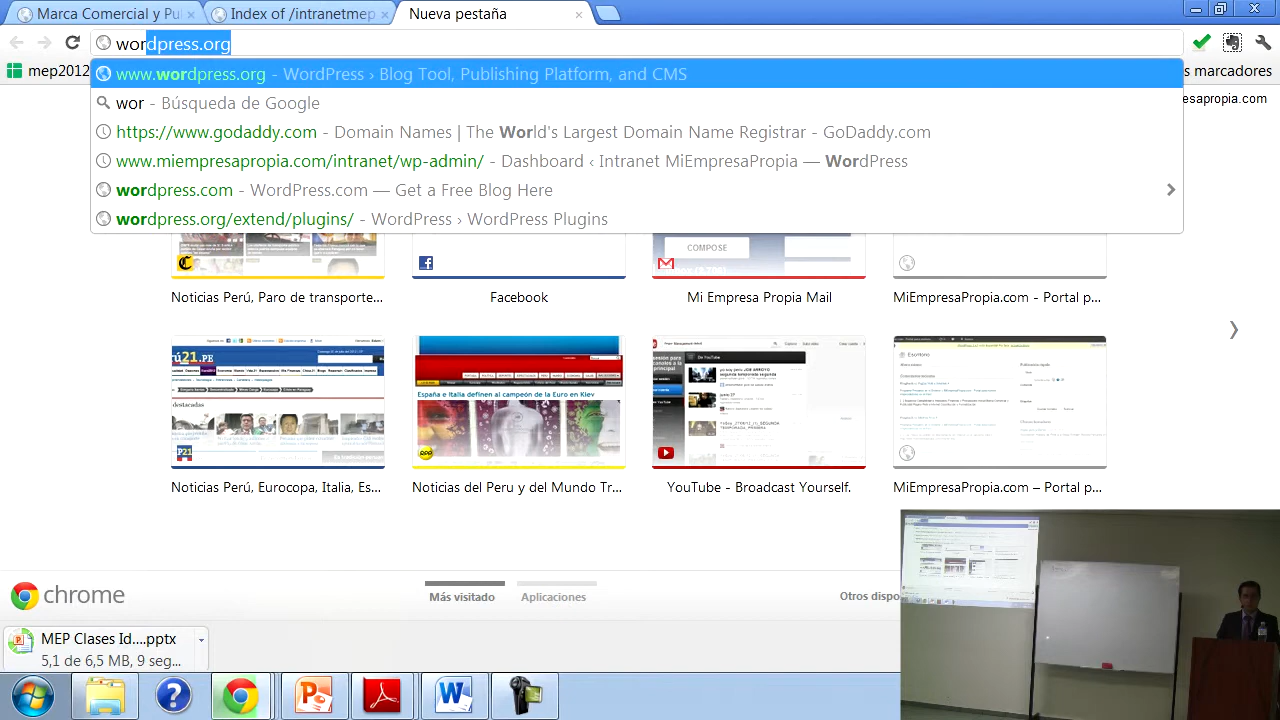 Marca Comercial y Pul
Index of /intranetmep
Nueva pestaña
wordpress.org
mep2012
s marcadores
www.wordpress.org - WordPress › Blog Tool, Publishing Platform, and CMS
wor - Búsqueda de Google
https://www.godaddy.com - Domain Names | The World's Largest Domain Name Registrar - GoDaddy.com
www.miempresapropia.com/intranet/wp-admin/ - Dashboard ‹ Intranet MiEmpresaPropia — WordPress
wordpress.com - WordPress.com — Get a Free Blog Here
wordpress.org/extend/plugins/ - WordPress › WordPress Plugins
esapropia.com
COMPOSE
Noticias Perú, Paro de transporte...
Facebook
Mi Empresa Propia Mail
MiEmpresaPropia.com - Portal p...
rú21.PE
destacadas
P21
España e Italia definen al campeón de la Euro en Kiev
Escritorio
Noticias Perú, Eurocopa, Italia, Es...
Noticias del Peru y del Mundo Tr...
YouTube - Broadcast Yourself.
MiEmpresaPropia.com – Portal p...
chrome
Más visitado
Aplicaciones
Otros dispo
MEP Clases Id....pptx
5,1 de 6,5 MB, 9 seg...